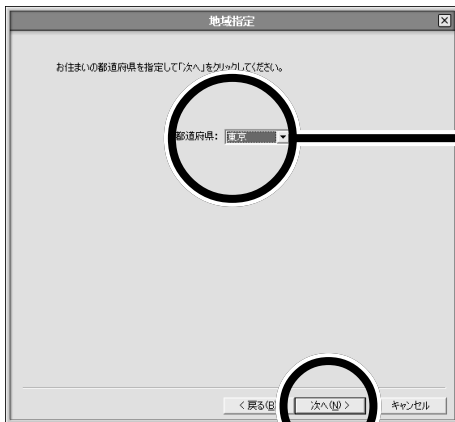 地域指定
お住まいの都道府県を指定して「次へ」をクリックしてください。
都道府県: 東京
< 戻る(B)
次へ(N) >
キャンセル